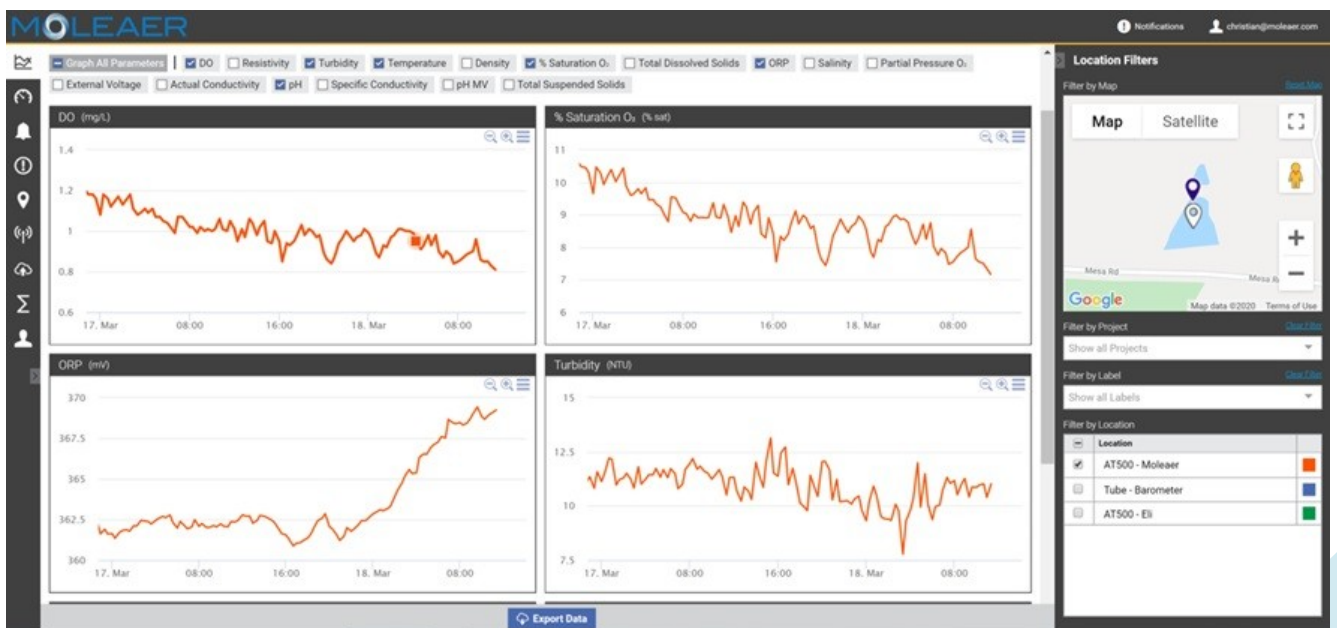 MOLEAER
Notifications christian@moleaer.com
Graph All Parameters DO Resistivity Turbidity Temperature Density % Saturation O₂ Total Dissolved Solids ORP Salinity Partial Pressure O₂
External Voltage Actual Conductivity pH Specific Conductivity pH MV Total Suspended Solids
DO (mg/L)
1.4
1.2
1
0.8
0.6
17. Mar 08:00 16:00 18. Mar 08:00
% Saturation O₂ (% sat)
11
10
9
8
7
6
17. Mar 08:00 16:00 18. Mar 08:00
ORP (mV)
370
367.5
365
362.5
360
17. Mar 08:00 16:00 18. Mar 08:00
Turbidity (NTU)
15
12.5
10
7.5
17. Mar 08:00 16:00 18. Mar 08:00
Export Data
Location Filters
Filter by Map Reset Map
Map Satellite
Mesa Rd Mesa R
Google Map data ©2020 Terms of Use
Filter by Project Clear Filter
Show all Projects
Filter by Label Clear Filter
Show all Labels
Filter by Location
Location
AT500 - Moleaer
Tube - Barometer
AT500 - Eli